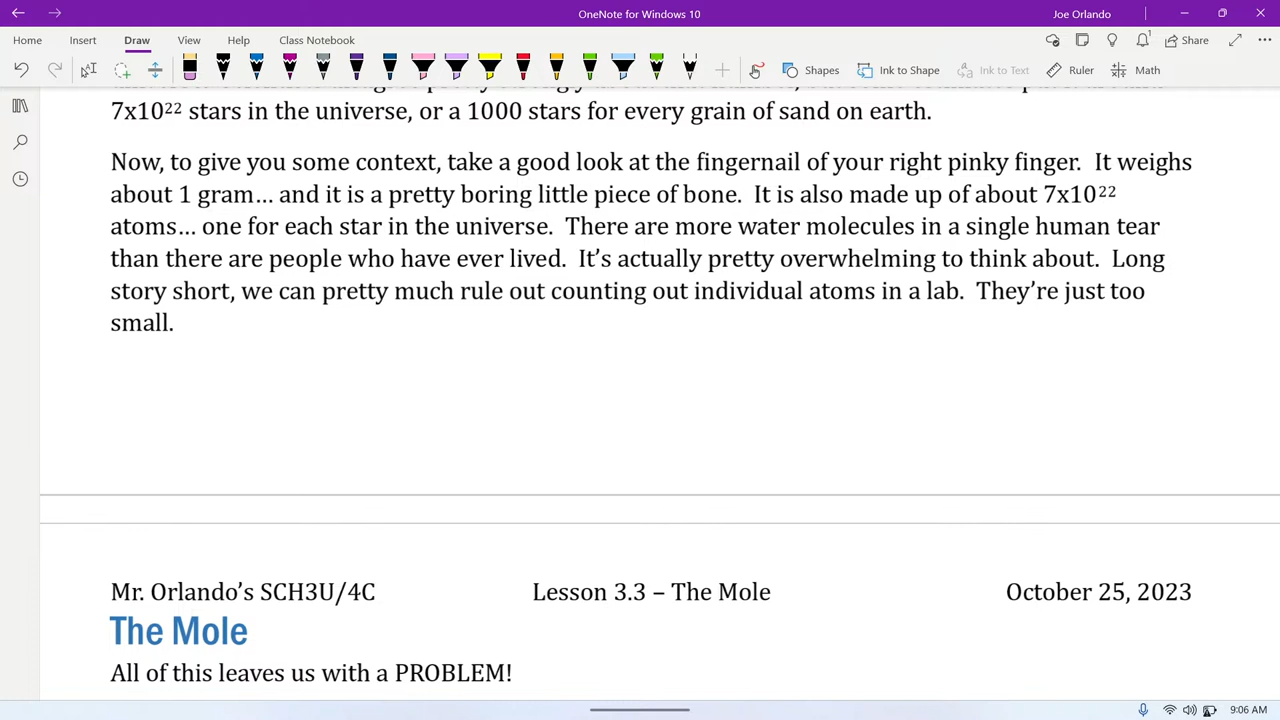 OneNote for Windows 10
Joe Orlando
Home Insert Draw View Help Class Notebook
Share
Shapes Ink to Shape Ink to Text Ruler Math
7x10²² stars in the universe, or a 1000 stars for every grain of sand on earth.
Now, to give you some context, take a good look at the fingernail of your right pinky finger. It weighs
about 1 gram… and it is a pretty boring little piece of bone. It is also made up of about 7x10²²
atoms… one for each star in the universe. There are more water molecules in a single human tear
than there are people who have ever lived. It’s actually pretty overwhelming to think about. Long
story short, we can pretty much rule out counting out individual atoms in a lab. They’re just too
small.
Mr. Orlando’s SCH3U/4C Lesson 3.3 – The Mole October 25, 2023
The Mole
All of this leaves us with a PROBLEM!
9:06 AM